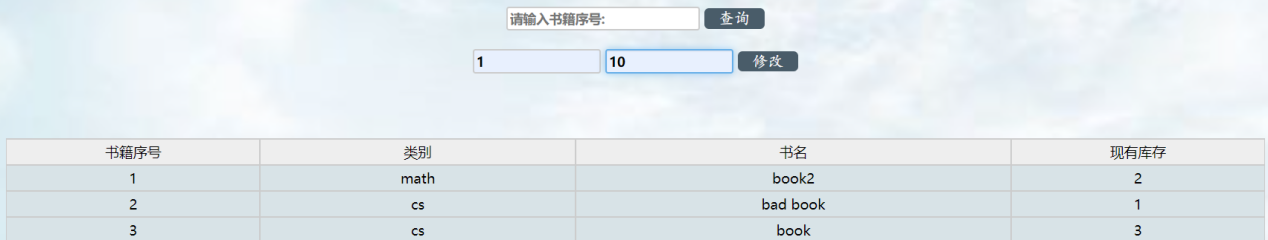 请输入书籍序号: 查询
1 10 修改
书籍序号 类别 书名 现有库存
1 math book2 2
2 cs bad book 1
3 cs book 3